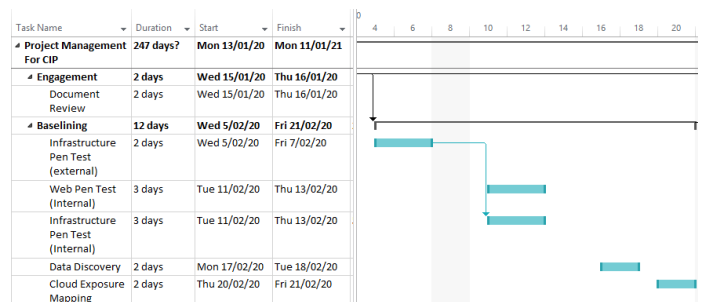 0
Task Name Duration Start Finish 4 6 8 10 12 14 16 18 20
Project Management 247 days? Mon 13/01/20 Mon 11/01/21
For CIP
Engagement 2 days Wed 15/01/20 Thu 16/01/20
Document 2 days Wed 15/01/20 Thu 16/01/20
Review
Baselining 12 days Wed 5/02/20 Fri 21/02/20
Infrastructure 2 days Wed 5/02/20 Fri 7/02/20
Pen Test
(external)
Web Pen Test 3 days Tue 11/02/20 Thu 13/02/20
(Internal)
Infrastructure 3 days Tue 11/02/20 Thu 13/02/20
Pen Test
(Internal)
Data Discovery 2 days Mon 17/02/20 Tue 18/02/20
Cloud Exposure 2 days Thu 20/02/20 Fri 21/02/20
Mapping